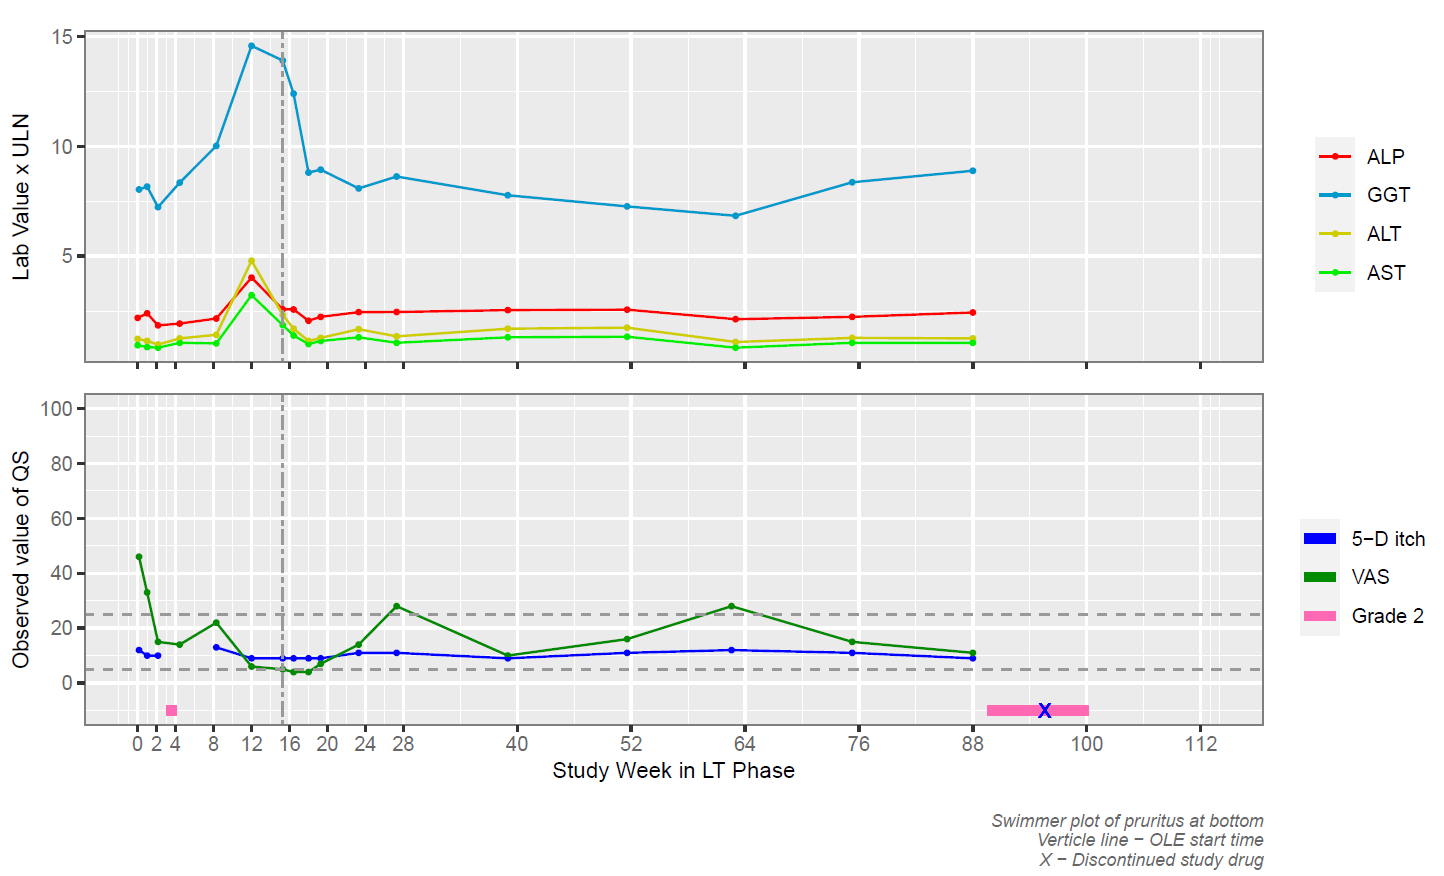 Lab Value x ULN
15
10
5
ALP
GGT
ALT
AST
Observed value of QS
100
80
60
40
20
0
5−D itch
VAS
Grade 2
X
0 2 4 8 12 16 20 24 28 40 52 64 76 88 100 112
Study Week in LT Phase
Swimmer plot of pruritus at bottom
Verticle line − OLE start time
X − Discontinued study drug